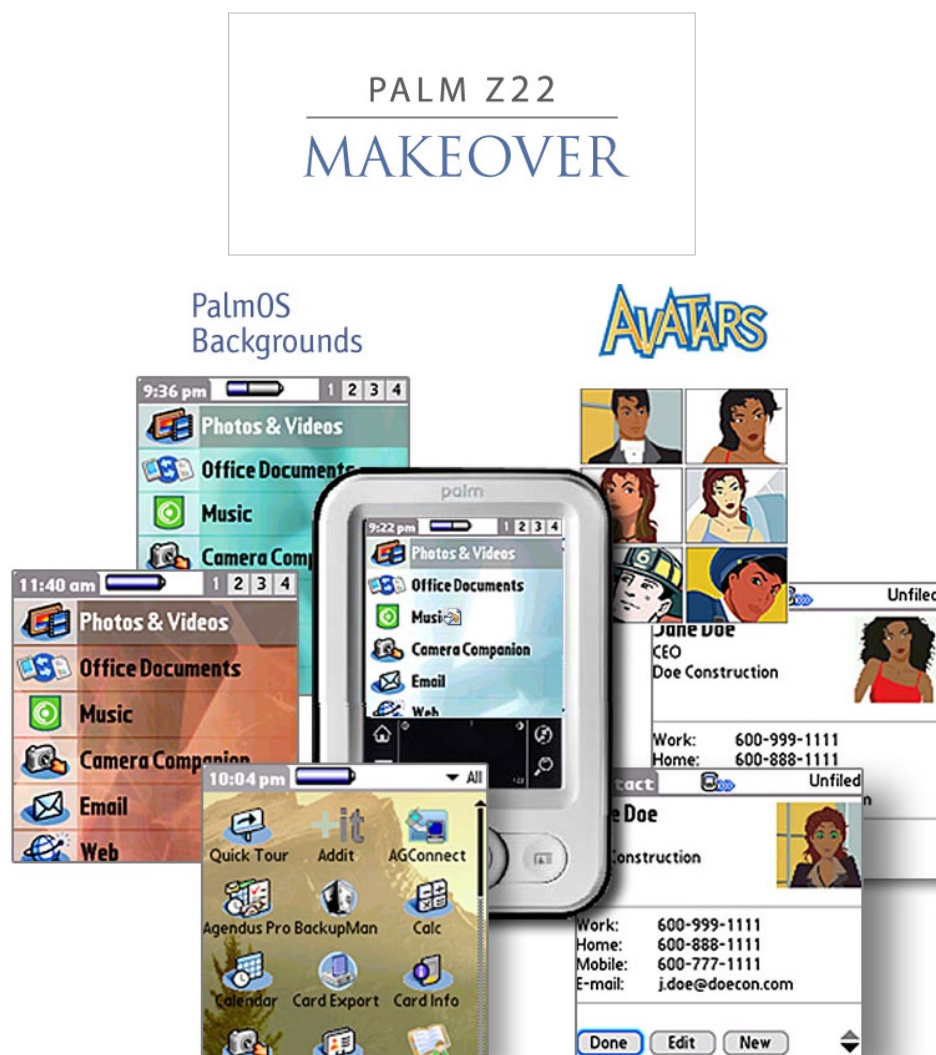 PALM Z22
MAKEOVER
PalmOS
Backgrounds
AVATARS
9:36 pm 1 2 3 4
Photos & Videos
Office Documents
Music
Camera Comp
palm
9:22 pm 1 2 3 4
Photos & Videos
Office Documents
Music
Camera Companion
Email
Web
11:40 am 1 2 3 4
Photos & Videos
Office Documents
Music
Camera Companion
Email
Web
10:04 pm All
Quick Tour Addit AGConnect
Agendus Pro BackupMan Calc
Calendar Card Export Card Info
6
Unfiled
Jane Doe
CEO
Doe Construction
Work: 600-999-1111
Home: 600-888-1111
tact Unfiled
e Doe
Construction
Work: 600-999-1111
Home: 600-888-1111
Mobile: 600-777-1111
E-mail: j.doe@doecon.com
Done Edit New